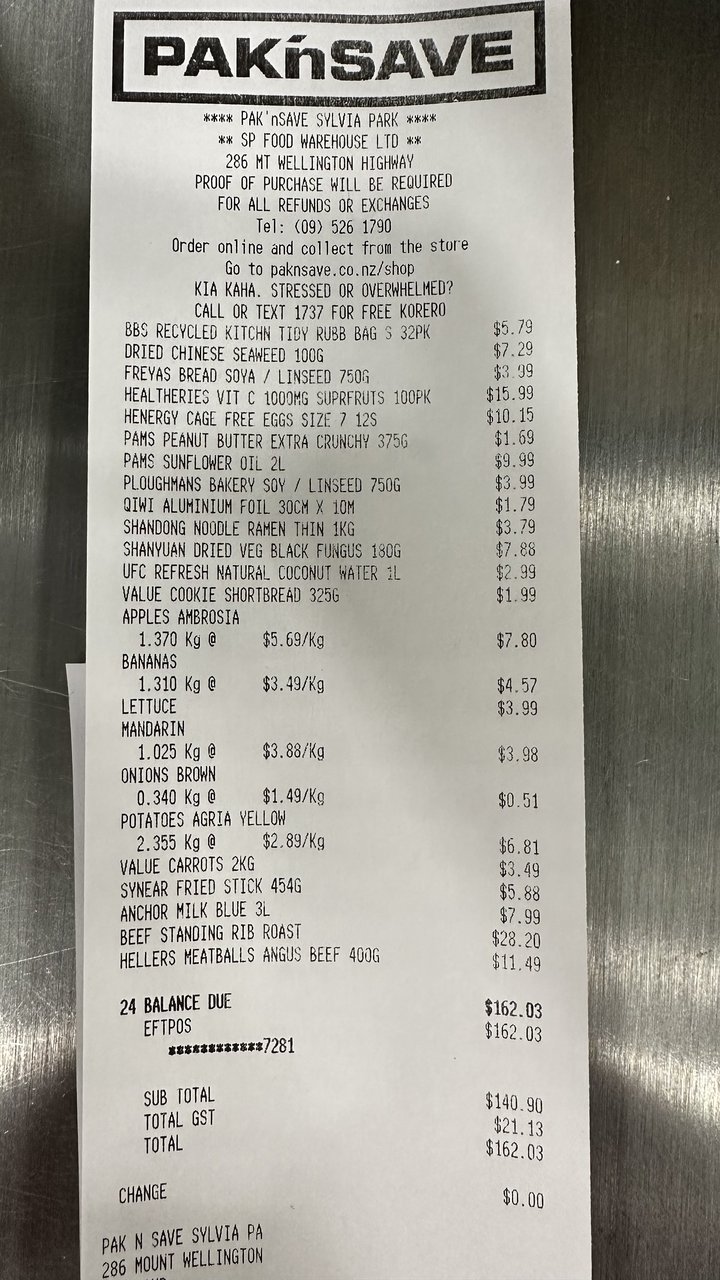 PAK'nSAVE
**** PAK'nSAVE SYLVIA PARK ****
** SP FOOD WAREHOUSE LTD **
286 MT WELLINGTON HIGHWAY
PROOF OF PURCHASE WILL BE REQUIRED
FOR ALL REFUNDS OR EXCHANGES
Tel: (09) 526 1790
Order online and collect from the store
Go to paknsave.co.nz/shop
KIA KAHA. STRESSED OR OVERWHELMED?
CALL OR TEXT 1737 FOR FREE KORERO
BBS RECYCLED KITCHN TIDY RUBB BAG S 32PK $5.79
DRIED CHINESE SEAWEED 100G $7.29
FREYAS BREAD SOYA / LINSEED 750G $3.99
HEALTHERIES VIT C 1000MG SUPRFRUTS 100PK $15.99
HENERGY CAGE FREE EGGS SIZE 7 12S $10.15
PAMS PEANUT BUTTER EXTRA CRUNCHY 375G $1.69
PAMS SUNFLOWER OIL 2L $9.99
PLOUGHMANS BAKERY SOY / LINSEED 750G $3.99
QIWI ALUMINIUM FOIL 30CM X 10M $1.79
SHANDONG NOODLE RAMEN THIN 1KG $3.79
SHANYUAN DRIED VEG BLACK FUNGUS 180G $7.88
UFC REFRESH NATURAL COCONUT WATER 1L $2.99
VALUE COOKIE SHORTBREAD 325G $1.99
APPLES AMBROSIA
1.370 Kg @ $5.69/Kg $7.80
BANANAS
1.310 Kg @ $3.49/Kg $4.57
LETTUCE $3.99
MANDARIN
1.025 Kg @ $3.88/Kg $3.98
ONIONS BROWN
0.340 Kg @ $1.49/Kg $0.51
POTATOES AGRIA YELLOW
2.355 Kg @ $2.89/Kg $6.81
VALUE CARROTS 2KG $3.49
SYNEAR FRIED STICK 454G $5.88
ANCHOR MILK BLUE 3L $7.99
BEEF STANDING RIB ROAST $28.20
HELLERS MEATBALLS ANGUS BEEF 400G $11.49
24 BALANCE DUE $162.03
EFTPOS $162.03
************7281
SUB TOTAL $140.90
TOTAL GST $21.13
TOTAL $162.03
CHANGE $0.00
PAK N SAVE SYLVIA PA
286 MOUNT WELLINGTON